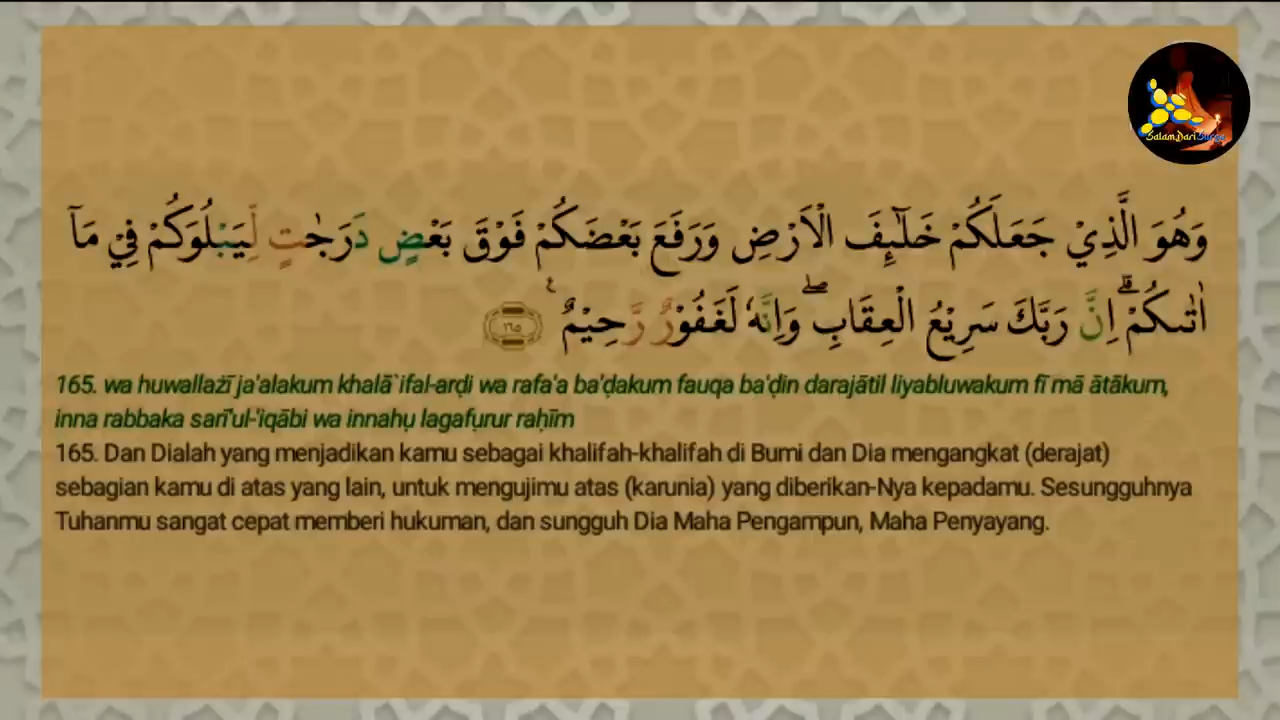 SalamDariSurga
وَهُوَ الَّذِيْ جَعَلَكُمْ خَلٰۤىِٕفَ الْاَرْضِ وَرَفَعَ بَعْضَكُمْ فَوْقَ بَعْضٍ دَرَجٰتٍ لِّيَبْلُوَكُمْ فِيْ مَآ
اٰتٰىكُمْۗ اِنَّ رَبَّكَ سَرِيْعُ الْعِقَابِۖ وَاِنَّهٗ لَغَفُوْرٌ رَّحِيْمٌ ࣖ ١٦٥
165. wa huwallażī ja'alakum khalā`ifal-arḍi wa rafa'a ba'ḍakum fauqa ba'ḍin darajātil liyabluwakum fī mā ātākum,
inna rabbaka sarī'ul-'iqābi wa innahụ lagafụrur raḥīm
165. Dan Dialah yang menjadikan kamu sebagai khalifah-khalifah di Bumi dan Dia mengangkat (derajat)
sebagian kamu di atas yang lain, untuk mengujimu atas (karunia) yang diberikan-Nya kepadamu. Sesungguhnya
Tuhanmu sangat cepat memberi hukuman, dan sungguh Dia Maha Pengampun, Maha Penyayang.